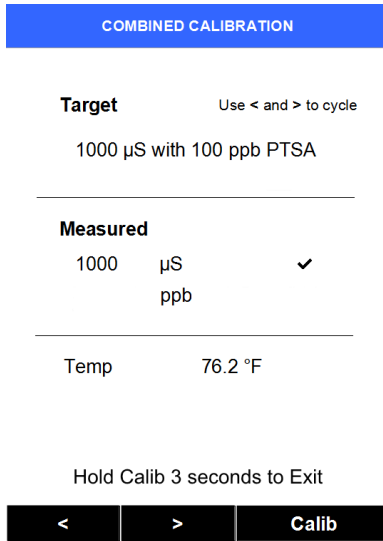 COMBINED CALIBRATION
Target Use < and > to cycle
1000 µS with 100 ppb PTSA
Measured
1000 µS ✓
ppb
Temp 76.2 °F
Hold Calib 3 seconds to Exit
< > Calib